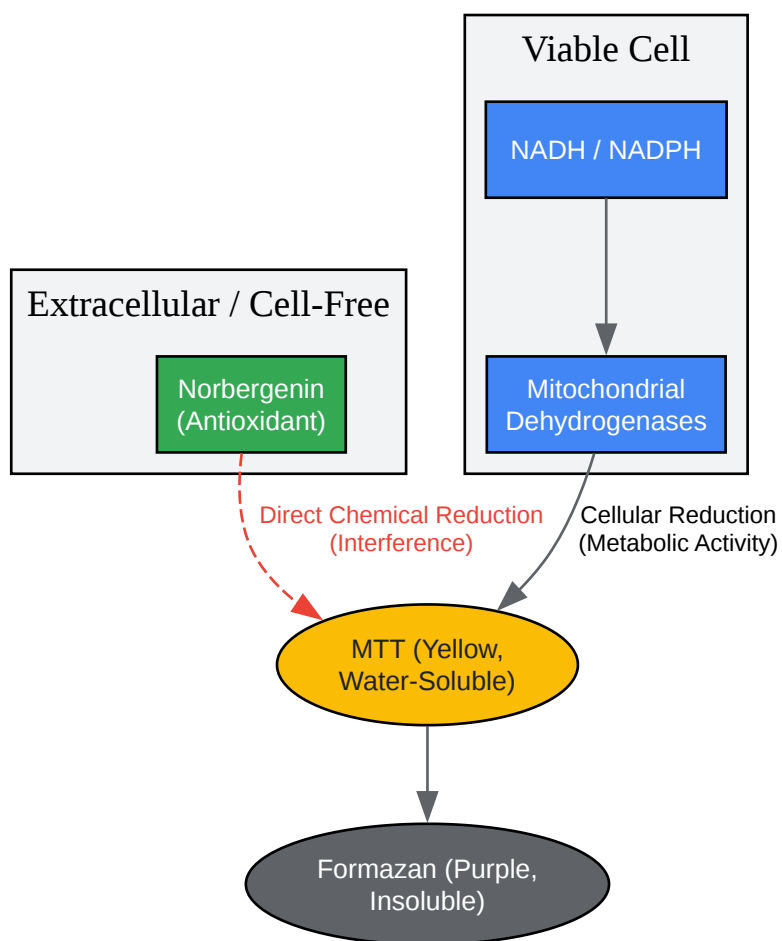 Viable Cell
NADH / NADPH
Extracellular / Cell-Free
Norbergenin
(Antioxidant)
Mitochondrial
Dehydrogenases
Direct Chemical Reduction
(Interference)
Cellular Reduction
(Metabolic Activity)
MTT (Yellow,
Water-Soluble)
Formazan (Purple,
Insoluble)